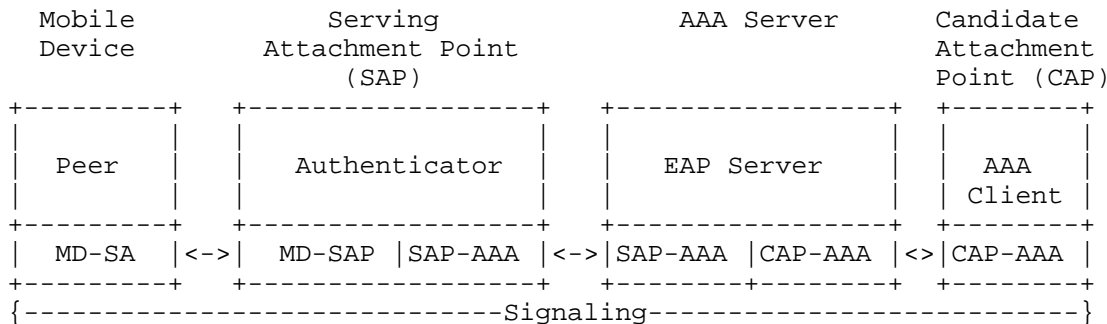 Mobile Serving AAA Server Candidate
Device Attachment Point Attachment
(SAP) Point (CAP)
+---------+ +------------------+ +-----------------+ +--------+
| | | | | | | |
| Peer | | Authenticator | | EAP Server | | AAA |
| | | | | | | Client |
+---------+ +------------------+ +-----------------+ +--------+
| MD-SA |<->| MD-SAP |SAP-AAA |<->|SAP-AAA |CAP-AAA |<>|CAP-AAA |
+---------+ +------------------+ +--------+--------+ +--------+
{------------------------------Signaling---------------------------}